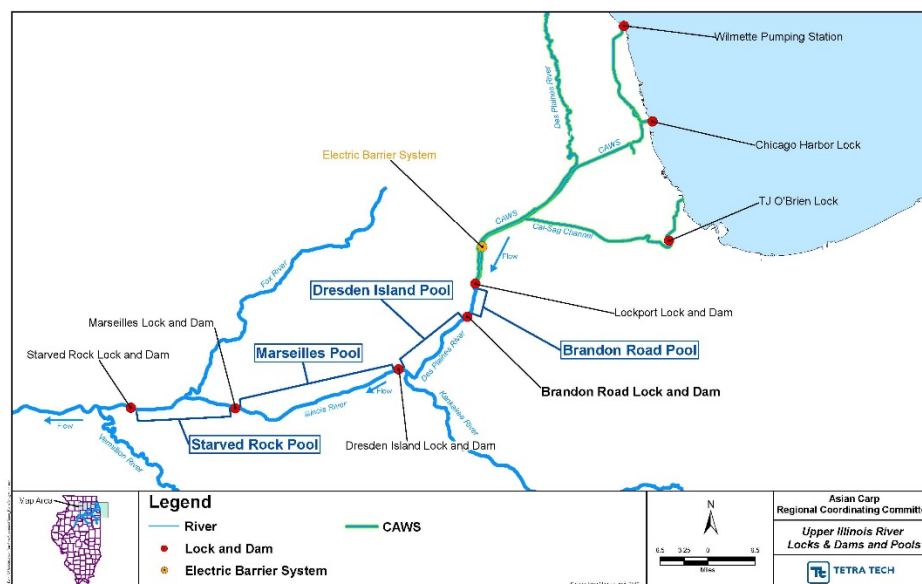 Wilmette Pumping Station
Des Plaines River
CAWS
Chicago Harbor Lock
Electric Barrier System
TJ O'Brien Lock
CAWS
Cal-Sag Channel
Flow
Fox River
Dresden Island Pool
Lockport Lock and Dam
Marseilles Lock and Dam
Marseilles Pool
Brandon Road Pool
Starved Rock Lock and Dam
Des Plaines River
Brandon Road Lock and Dam
Flow
Illinois River
Kankakee River
Flow
Starved Rock Pool
Dresden Island Lock and Dam
Vermilion River
Map Area
Legend
River
CAWS
Lock and Dam
Electric Barrier System
N
6.5 3.25 0 6.5
Miles
Asian Carp
Regional Coordinating Committe
Upper Illinois River
Locks & Dams and Pools
Tt TETRA TECH